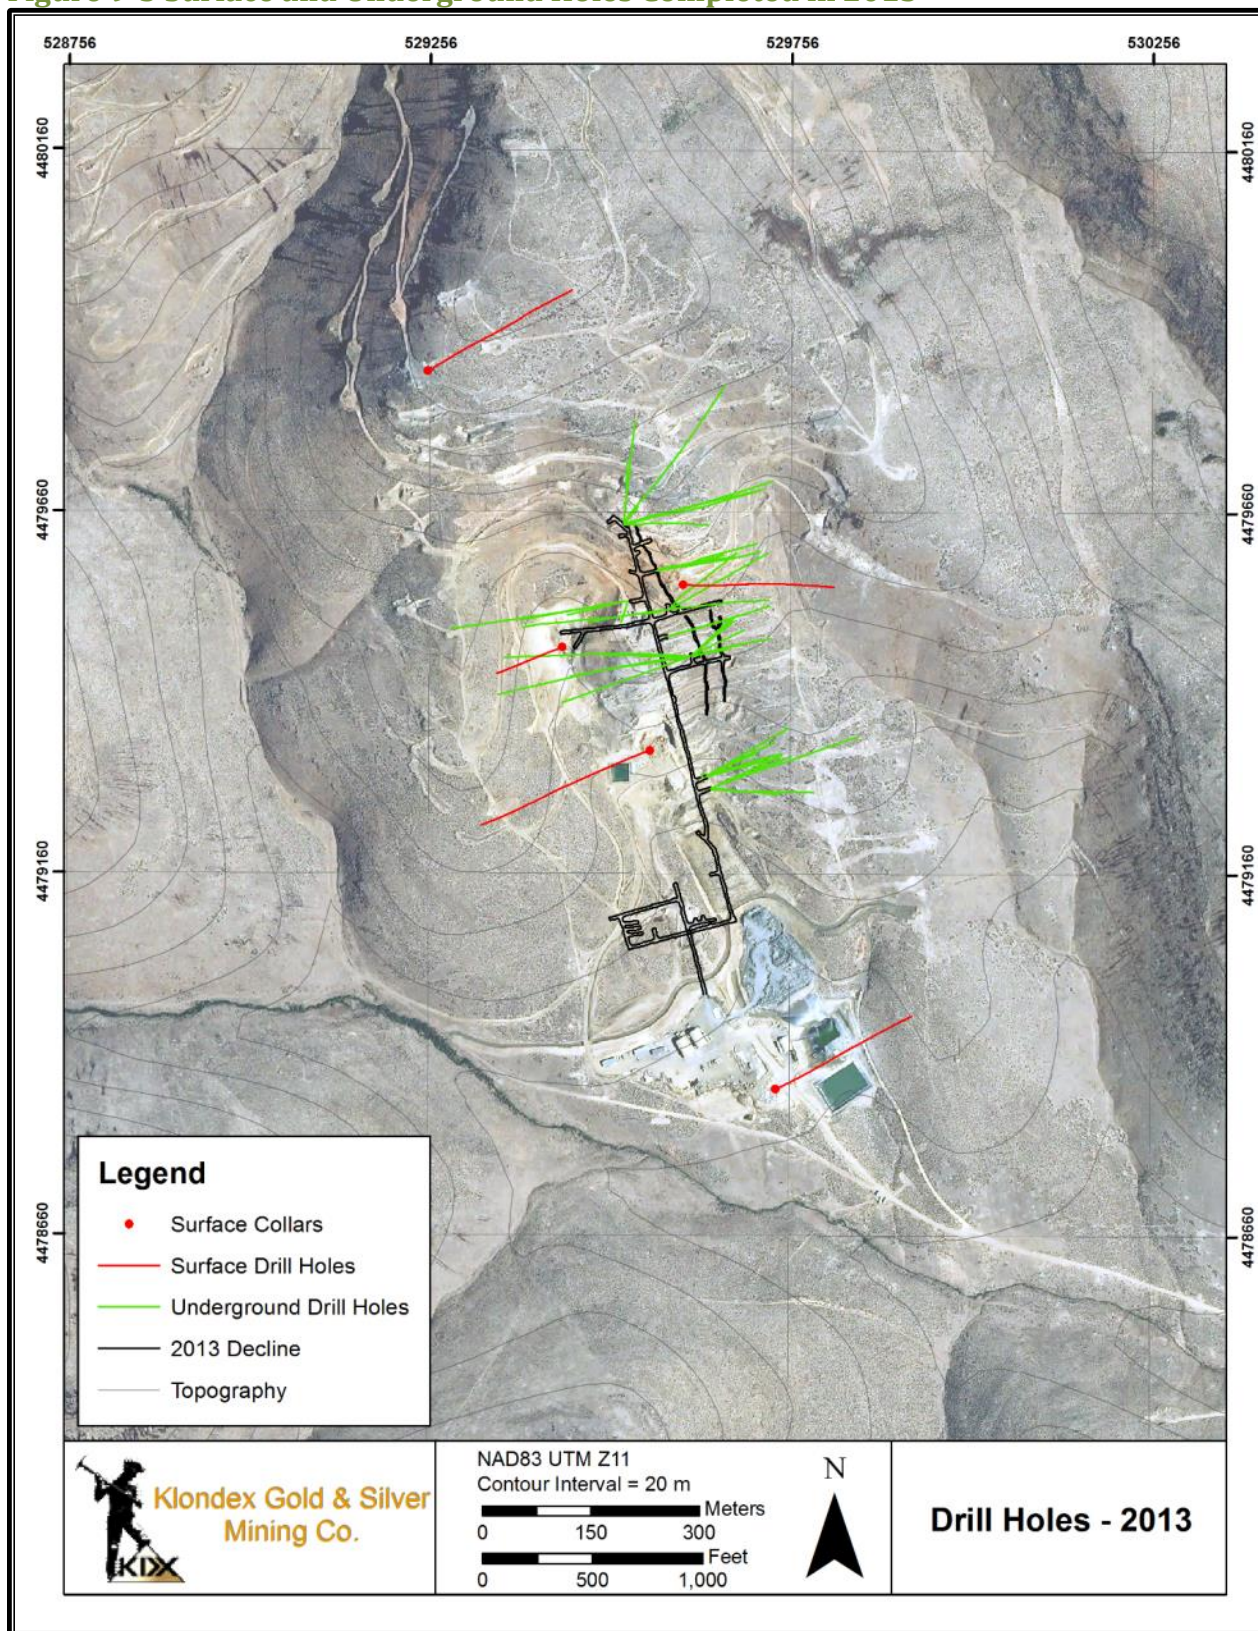 528756 529256 529756 530256
4480160 4480160
4479660 4479660
4479160 4479160
4478660 4478660
Legend
Surface Collars
Surface Drill Holes
Underground Drill Holes
2013 Decline
Topography
Klondex Gold & Silver
Mining Co.
KDX
NAD83 UTM Z11
Contour Interval = 20 m
Meters
0 150 300
Feet
0 500 1,000
N
Drill Holes - 2013